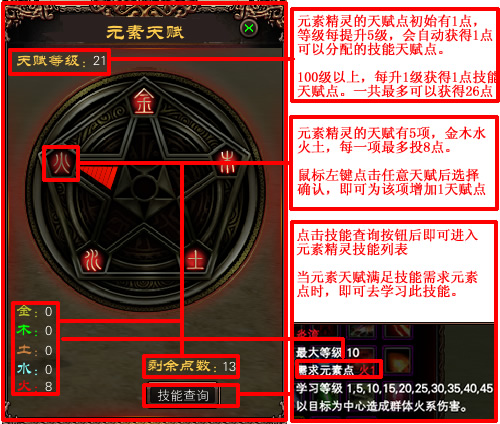 元素天赋
天赋等级：21
金
火
木
水
土
金：0
木：0
土：0
水：0
火：8
剩余点数：13
技能查询
元素精灵的天赋点初始有1点，
等级每提升5级，会自动获得1点
可以分配的技能天赋点。
100级以上，每升1级获得1点技能
天赋点。一共最多可以获得26点
元素精灵的天赋有5项，金木水
火土，每一项最多投8点。
鼠标左键点击任意天赋后选择
确认，即可为该项增加1天赋点
点击技能查询按钮后即可进入
元素精灵技能列表
当元素天赋满足技能需求元素
点时，即可去学习此技能。
最大等级 10
需求元素点 火1
学习等级 1,5,10,15,20,25,30,35,40,45
以目标为中心造成群体火系伤害。